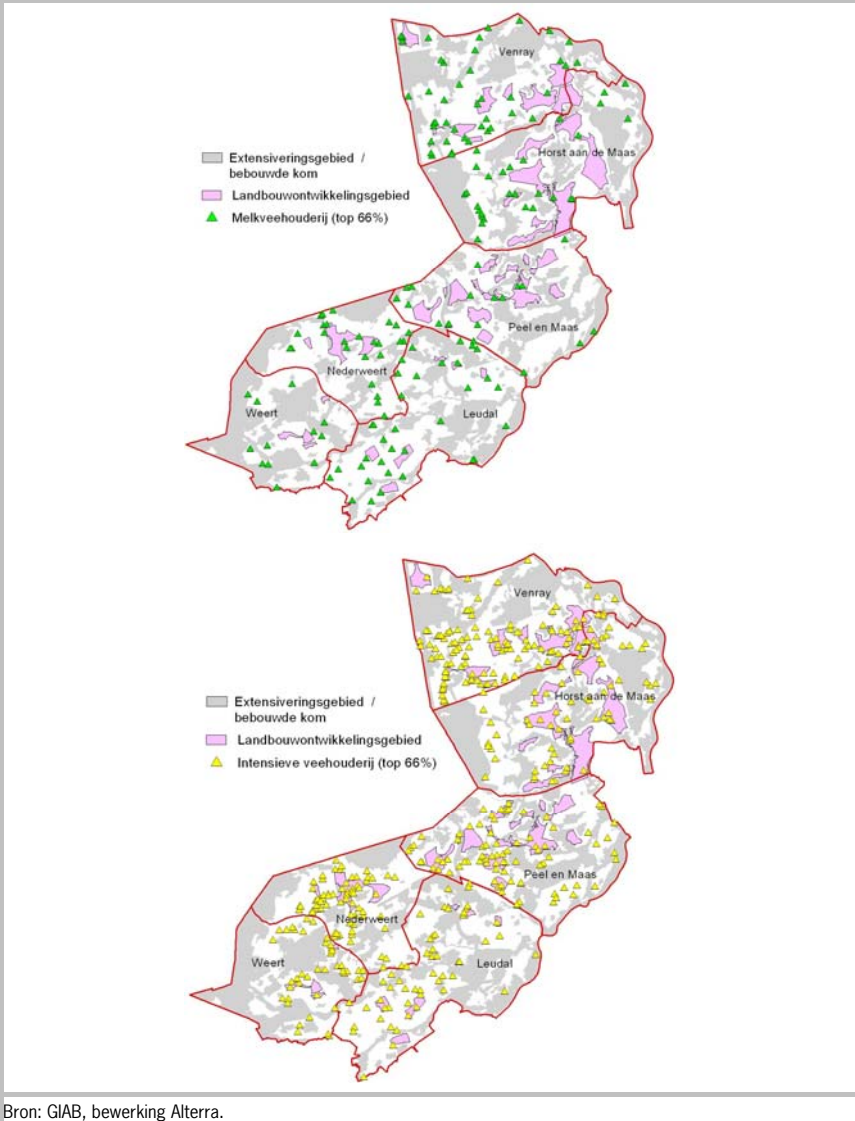 Venray
Extensiveringsgebied /
bebouwde kom
Horst aan de Maas
Landbouwontwikkelingsgebied
Melkveehouderij (top 66%)
Peel en Maas
Nederweert
Weert
Leudal
Venray
Extensiveringsgebied /
bebouwde kom
Horst aan de Maas
Landbouwontwikkelingsgebied
Intensieve veehouderij (top 66%)
Peel en Maas
Nederweert
Weert
Leudal
Bron: GIAB, bewerking Alterra.